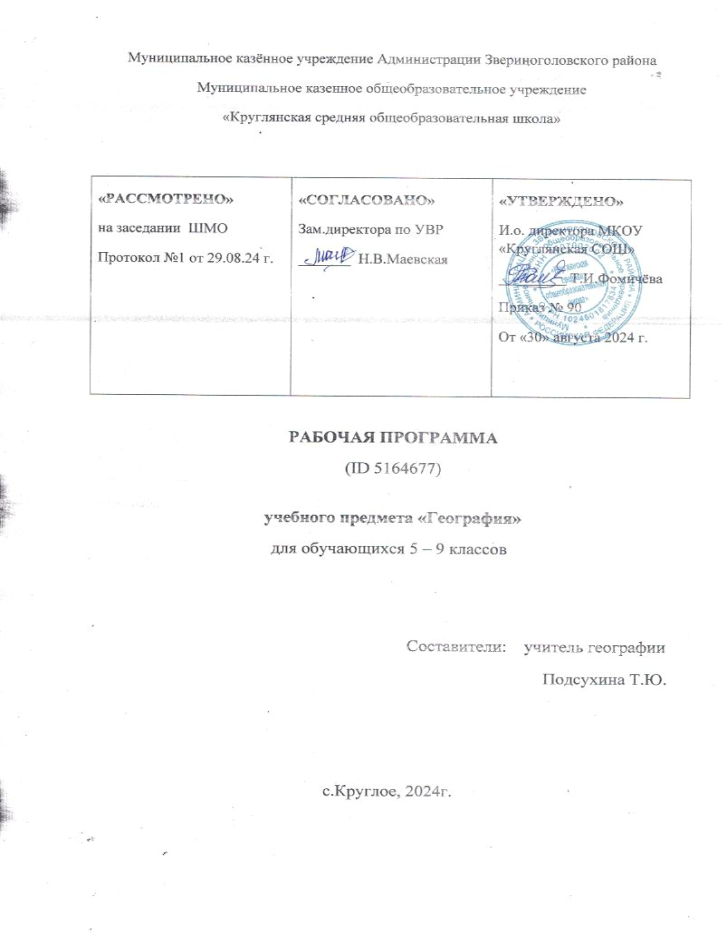 Муниципальное казённое учреждение Администрации Звериноголовского района
Муниципальное казенное общеобразовательное учреждение
«Круглянская средняя общеобразовательная школа»
«РАССМОТРЕНО»
на заседании ШМО
Протокол №1 от 29.08.24 г.
«СОГЛАСОВАНО»
Зам.директора по УВР
Н.В.Маевская
«УТВЕРЖДЕНО»
И.о. директора МКОУ
«Круглянская СОШ»
Т.И.Фомичёва
Приказ № 90
От «30» августа 2024 г.
РАБОЧАЯ ПРОГРАММА
(ID 5164677)
учебного предмета «География»
для обучающихся 5 – 9 классов
Составители: учитель географии
Подсухина Т.Ю.
с.Круглое, 2024г.